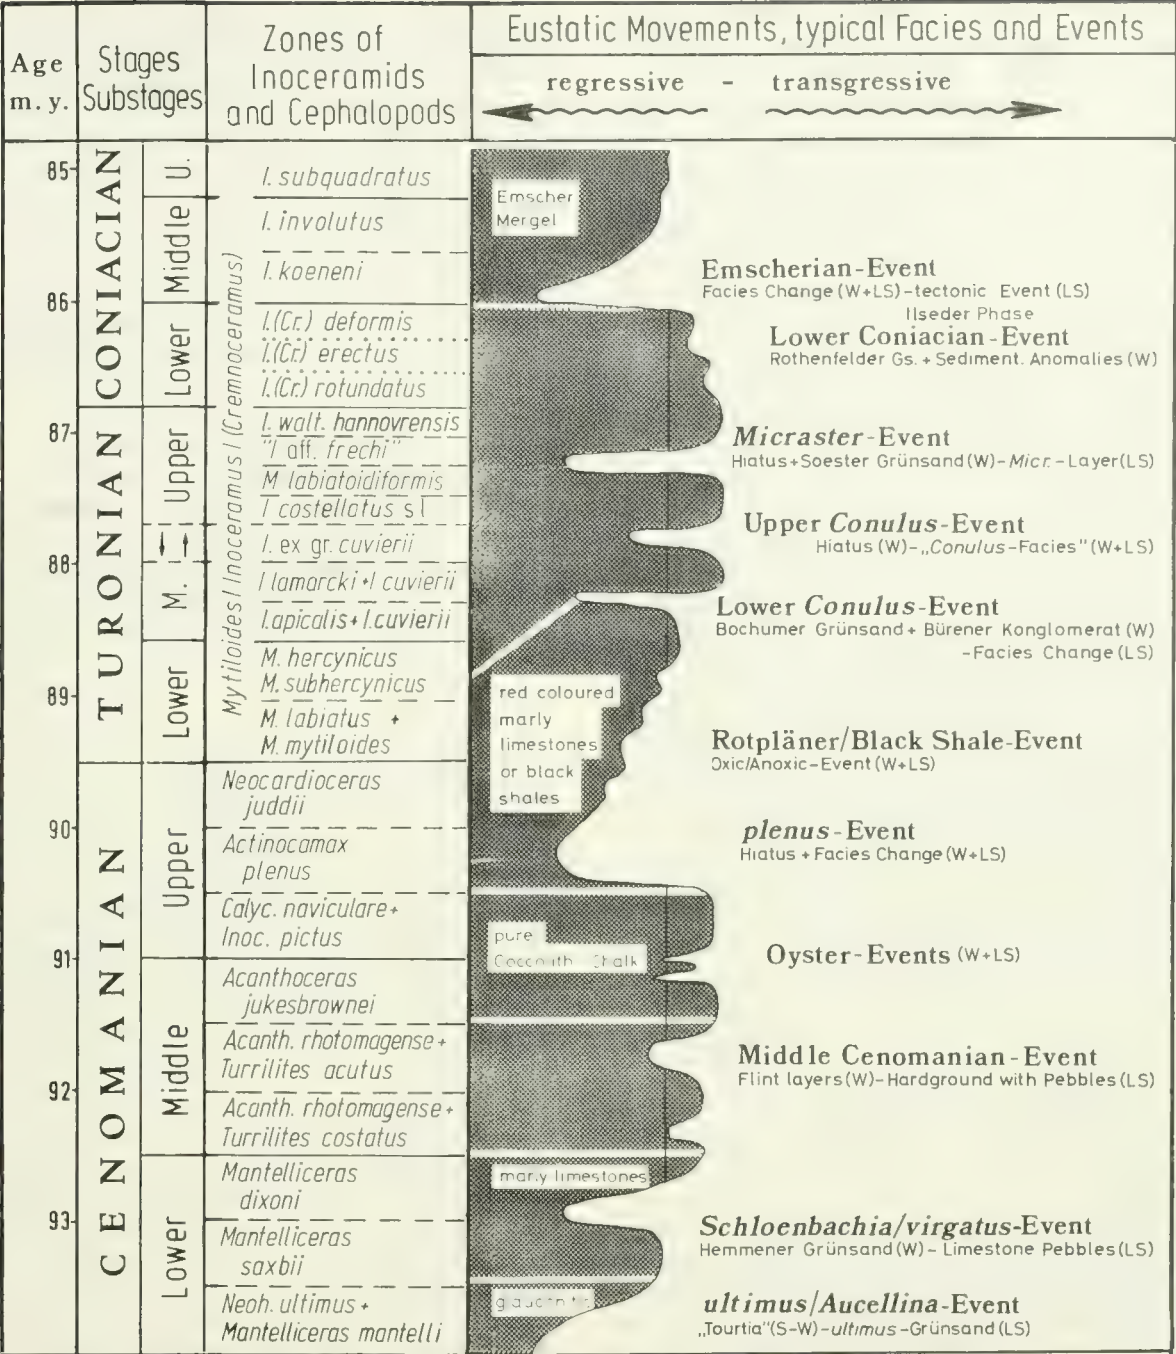 Age
m. y.
Stages
Substages
Zones of
Inoceramids
and Cephalopods
Eustatic Movements, typical Facies and Events
regressive - transgressive
85
86
87
88
89
90
91
92
93
CONIACIAN
TURONIAN
CENOMANIAN
U.
Middle
Lower
Upper
↓ ↑
M.
Lower
Upper
Middle
Lower
Mytiloides / Inoceramus / (Cremnoceramus)
I. subquadratus
I. involutus
I. koeneni
I.(Cr.) deformis
I.(Cr.) erectus
I.(Cr.) rotundatus
I. walt. hannovrensis
"I aff. frechi"
M labiatoidiformis
I costellatus s l
I. ex gr. cuvierii
I lamarcki + I cuvierii
I.apicalis + I.cuvierii
M. hercynicus
M. subhercynicus
M. labiatus +
M. mytiloides
Neocardioceras
juddii
Actinocamax
plenus
Calyc. naviculare +
Inoc. pictus
Acanthoceras
jukesbrownei
Acanth. rhotomagense +
Turrilites acutus
Acanth. rhotomagense +
Turrilites costatus
Mantelliceras
dixoni
Mantelliceras
saxbii
Neoh. ultimus +
Mantelliceras mantelli
Emscher
Mergel
red coloured
marly
limestones
or black
shales
pure
Coccolith Chalk
marly limestones
Emscherian-Event
Facies Change (W+LS)-tectonic Event (LS)
Ilseder Phase
Lower Coniacian-Event
Rothenfelder Gs. + Sediment. Anomalies (W)
Micraster-Event
Hiatus+Soester Grünsand (W)-Micr.-Layer(LS)
Upper Conulus-Event
Hiatus (W)-„Conulus-Facies" (W+LS)
Lower Conulus-Event
Bochumer Grünsand + Bürener Konglomerat (W)
-Facies Change (LS)
Rotpläner/Black Shale-Event
Oxic/Anoxic-Event (W+LS)
plenus-Event
Hiatus + Facies Change (W+LS)
Oyster-Events (W+LS)
Middle Cenomanian-Event
Flint layers (W)-Hardground with Pebbles (LS)
Schloenbachia/virgatus-Event
Hemmener Grünsand (W)- Limestone Pebbles (LS)
ultimus/Aucellina-Event
„Tourtia"(S-W)-ultimus-Grünsand (LS)